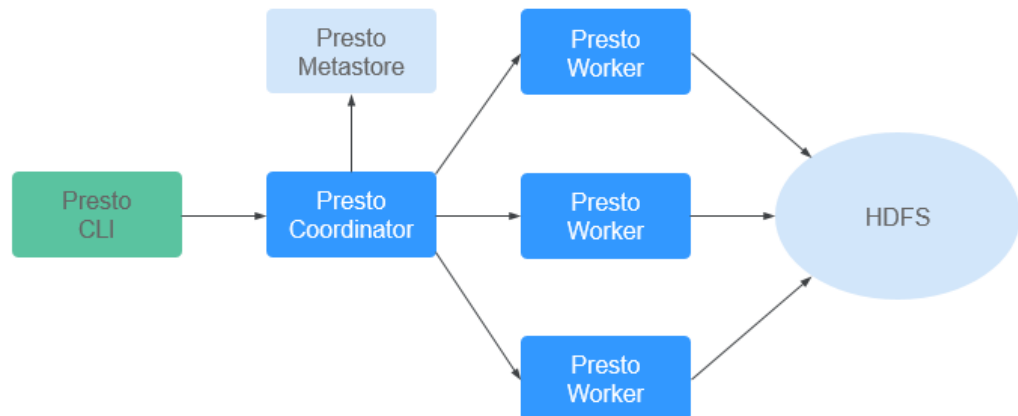 Presto
Metastore
Presto
Worker
Presto
CLI
Presto
Coordinator
Presto
Worker
HDFS
Presto
Worker